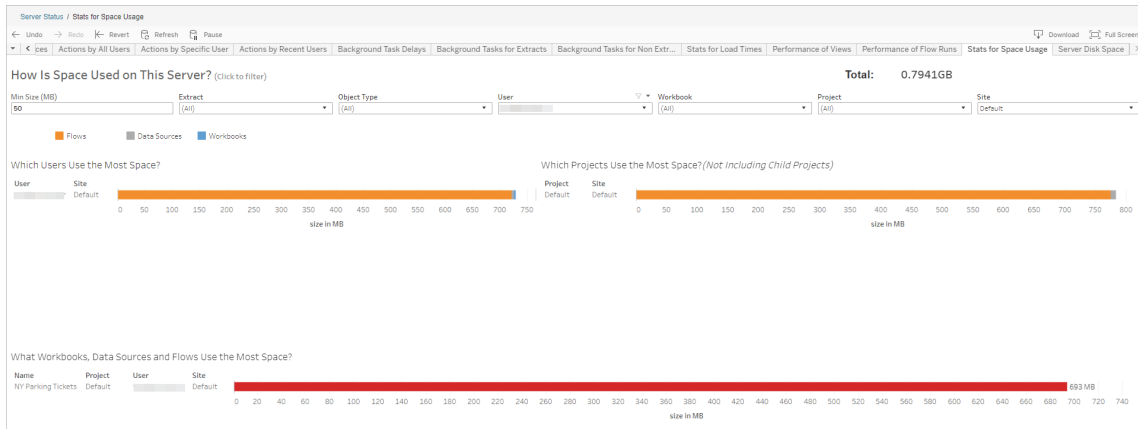 Server Status / Stats for Space Usage
← Undo → Redo Revert Refresh Pause Download Full Screen
ces Actions by All Users Actions by Specific User Actions by Recent Users Background Task Delays Background Tasks for Extracts Background Tasks for Non Extr... Stats for Load Times Performance of Views Performance of Flow Runs Stats for Space Usage Server Disk Space
How Is Space Used on This Server? (Click to filter) Total: 0.7941GB
Min Size (MB) Extract Object Type User Workbook Project Site
50 (All) (All) (All) (All) Default
Flows Data Sources Workbooks
Which Users Use the Most Space? Which Projects Use the Most Space? (Not Including Child Projects)
User Site Project Site
Default Default Default
0 50 100 150 200 250 300 350 400 450 500 550 600 650 700 750 0 50 100 150 200 250 300 350 400 450 500 550 600 650 700 750 800
size in MB size in MB
What Workbooks, Data Sources and Flows Use the Most Space?
Name Project User Site
NY Parking Tickets Default Default 693 MB
0 20 40 60 80 100 120 140 160 180 200 220 240 260 280 300 320 340 360 380 400 420 440 460 480 500 520 540 560 580 600 620 640 660 680 700 720 740
size in MB